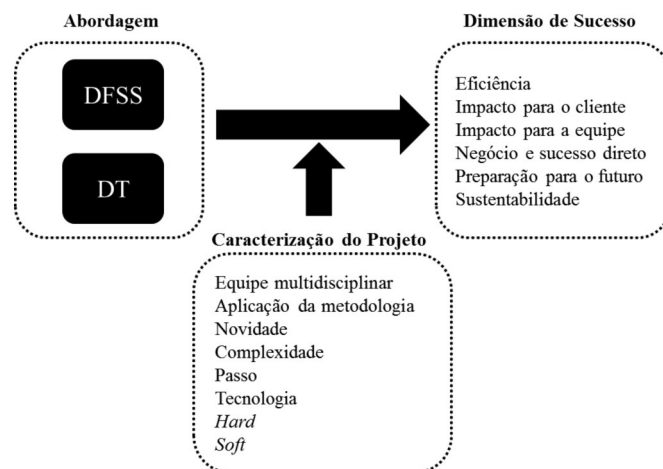 Abordagem
DFSS
DT
Dimensão de Sucesso
Eficiência
Impacto para o cliente
Impacto para a equipe
Negócio e sucesso direto
Preparação para o futuro
Sustentabilidade
Caracterização do Projeto
Equipe multidisciplinar
Aplicação da metodologia
Novidade
Complexidade
Passo
Tecnologia
Hard
Soft